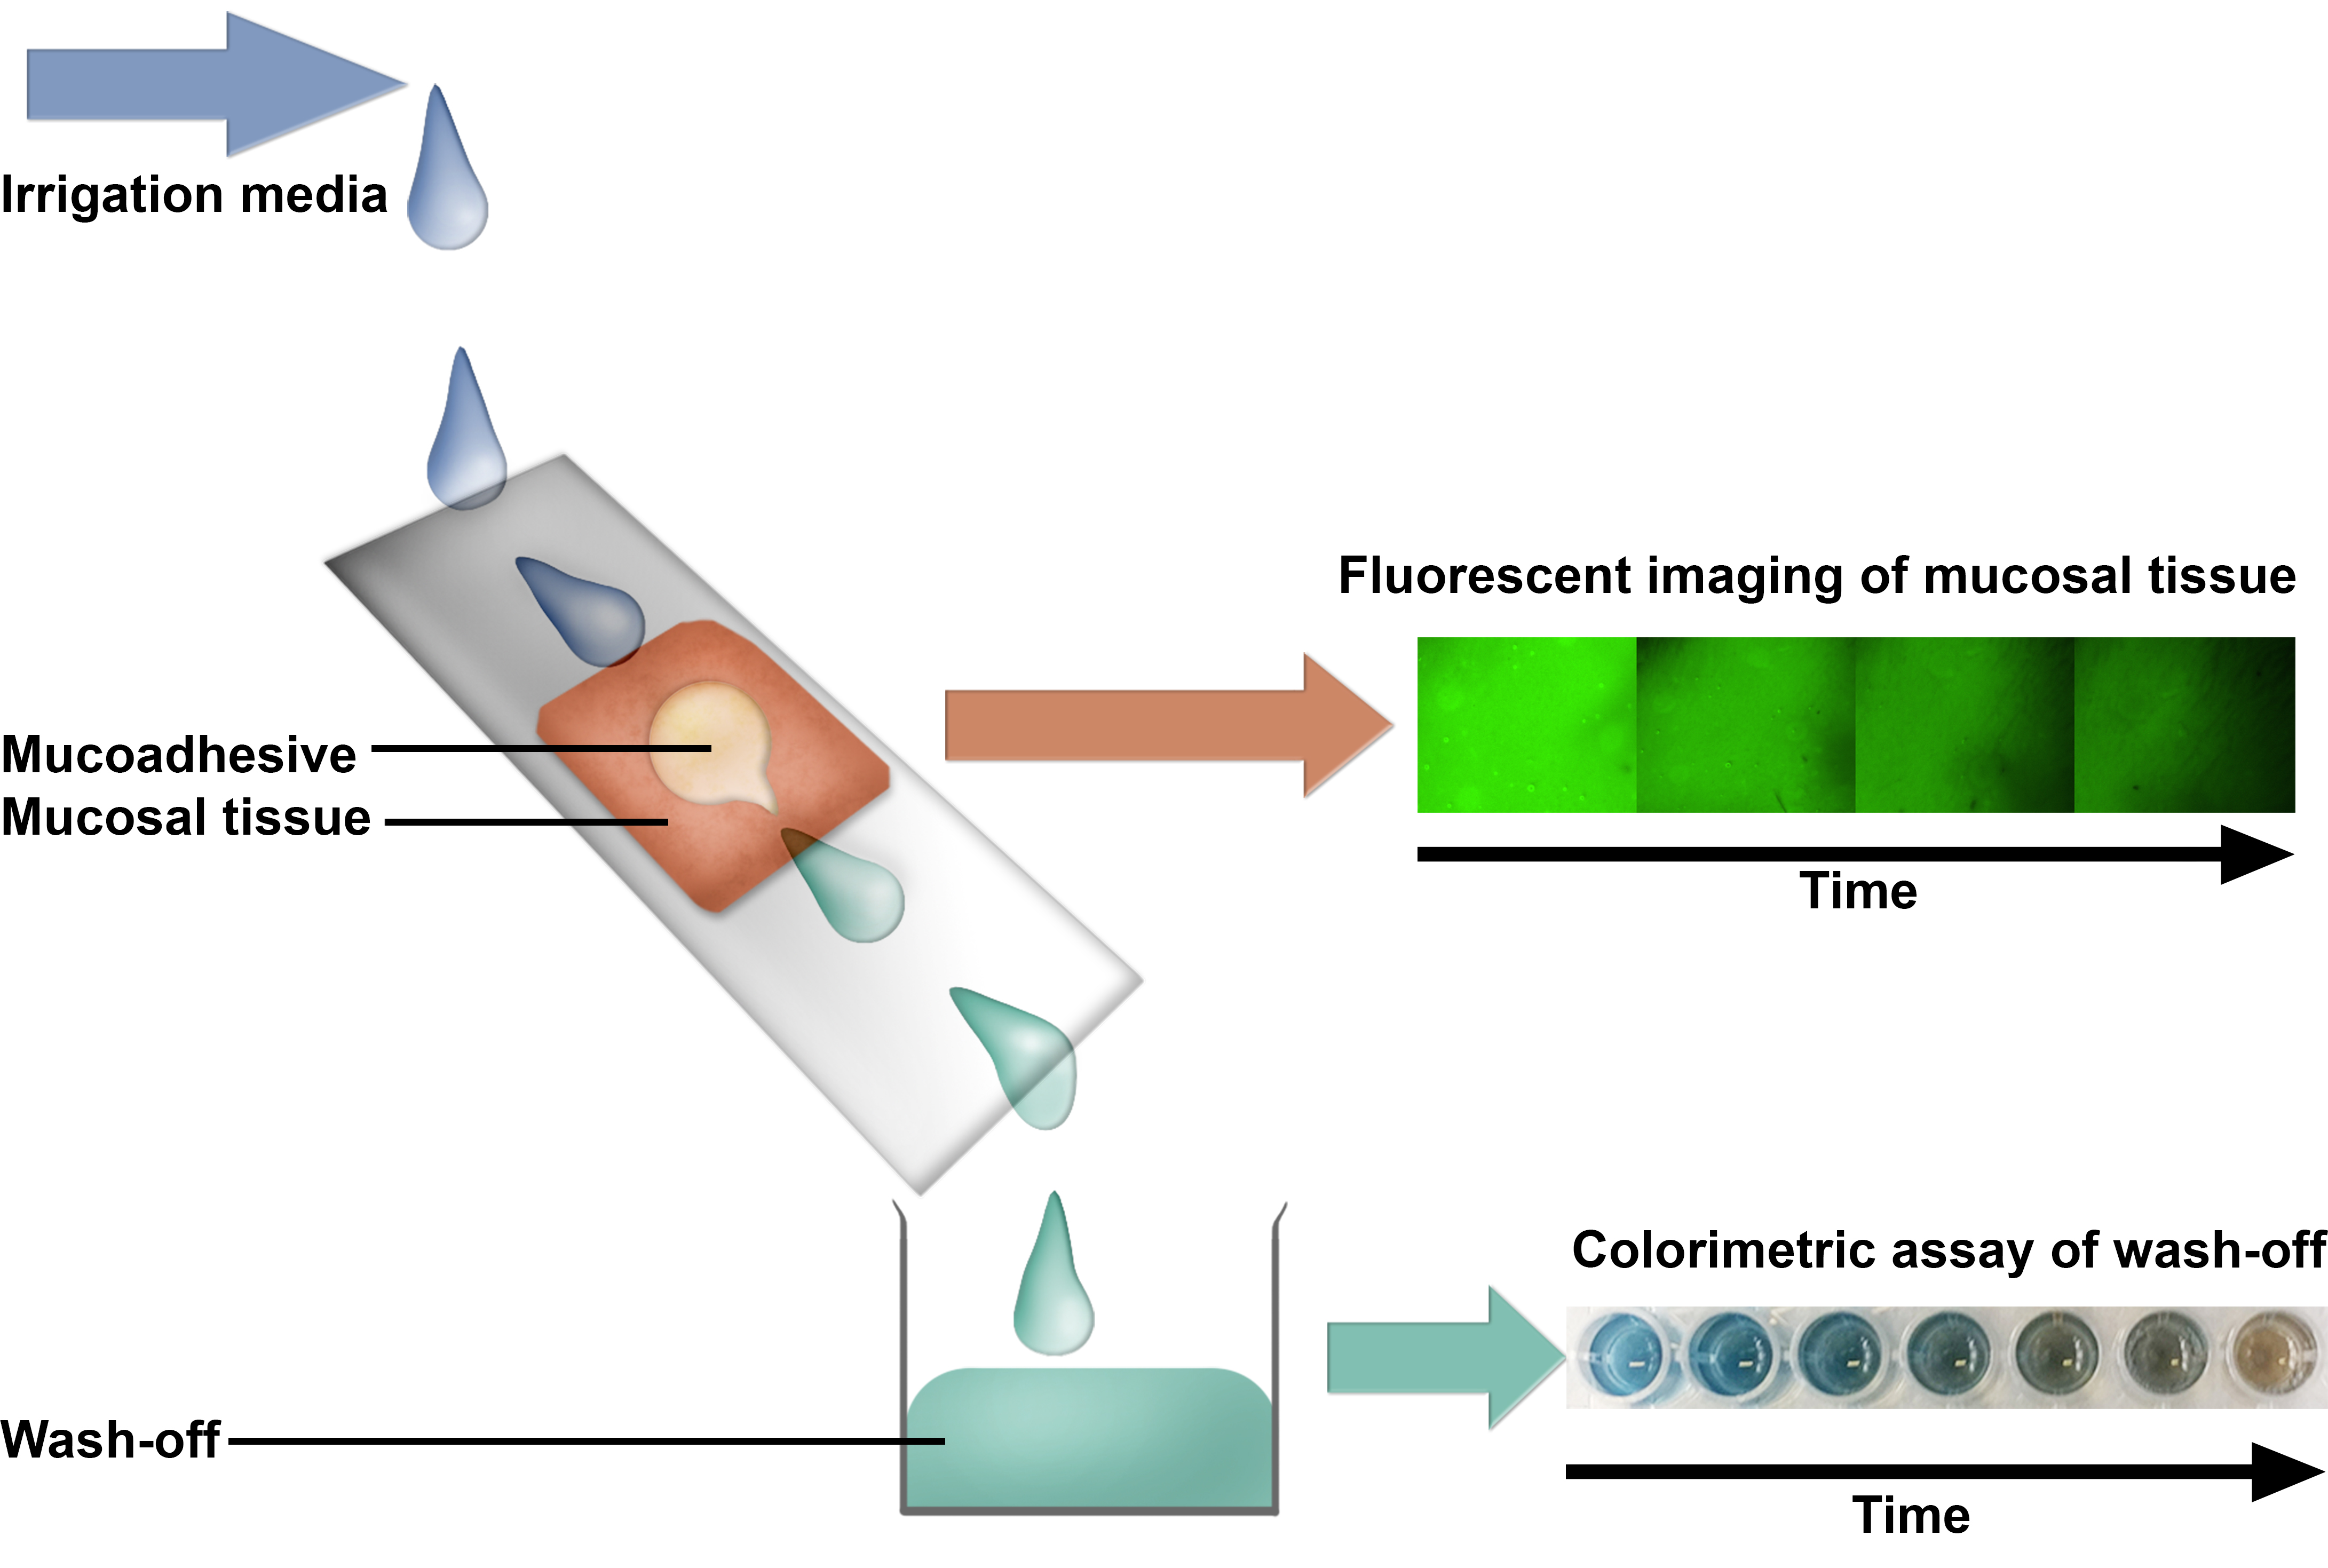 Irrigation media
Fluorescent imaging of mucosal tissue
Mucoadhesive
Mucosal tissue
Time
Colorimetric assay of wash-off
Wash-off
Time